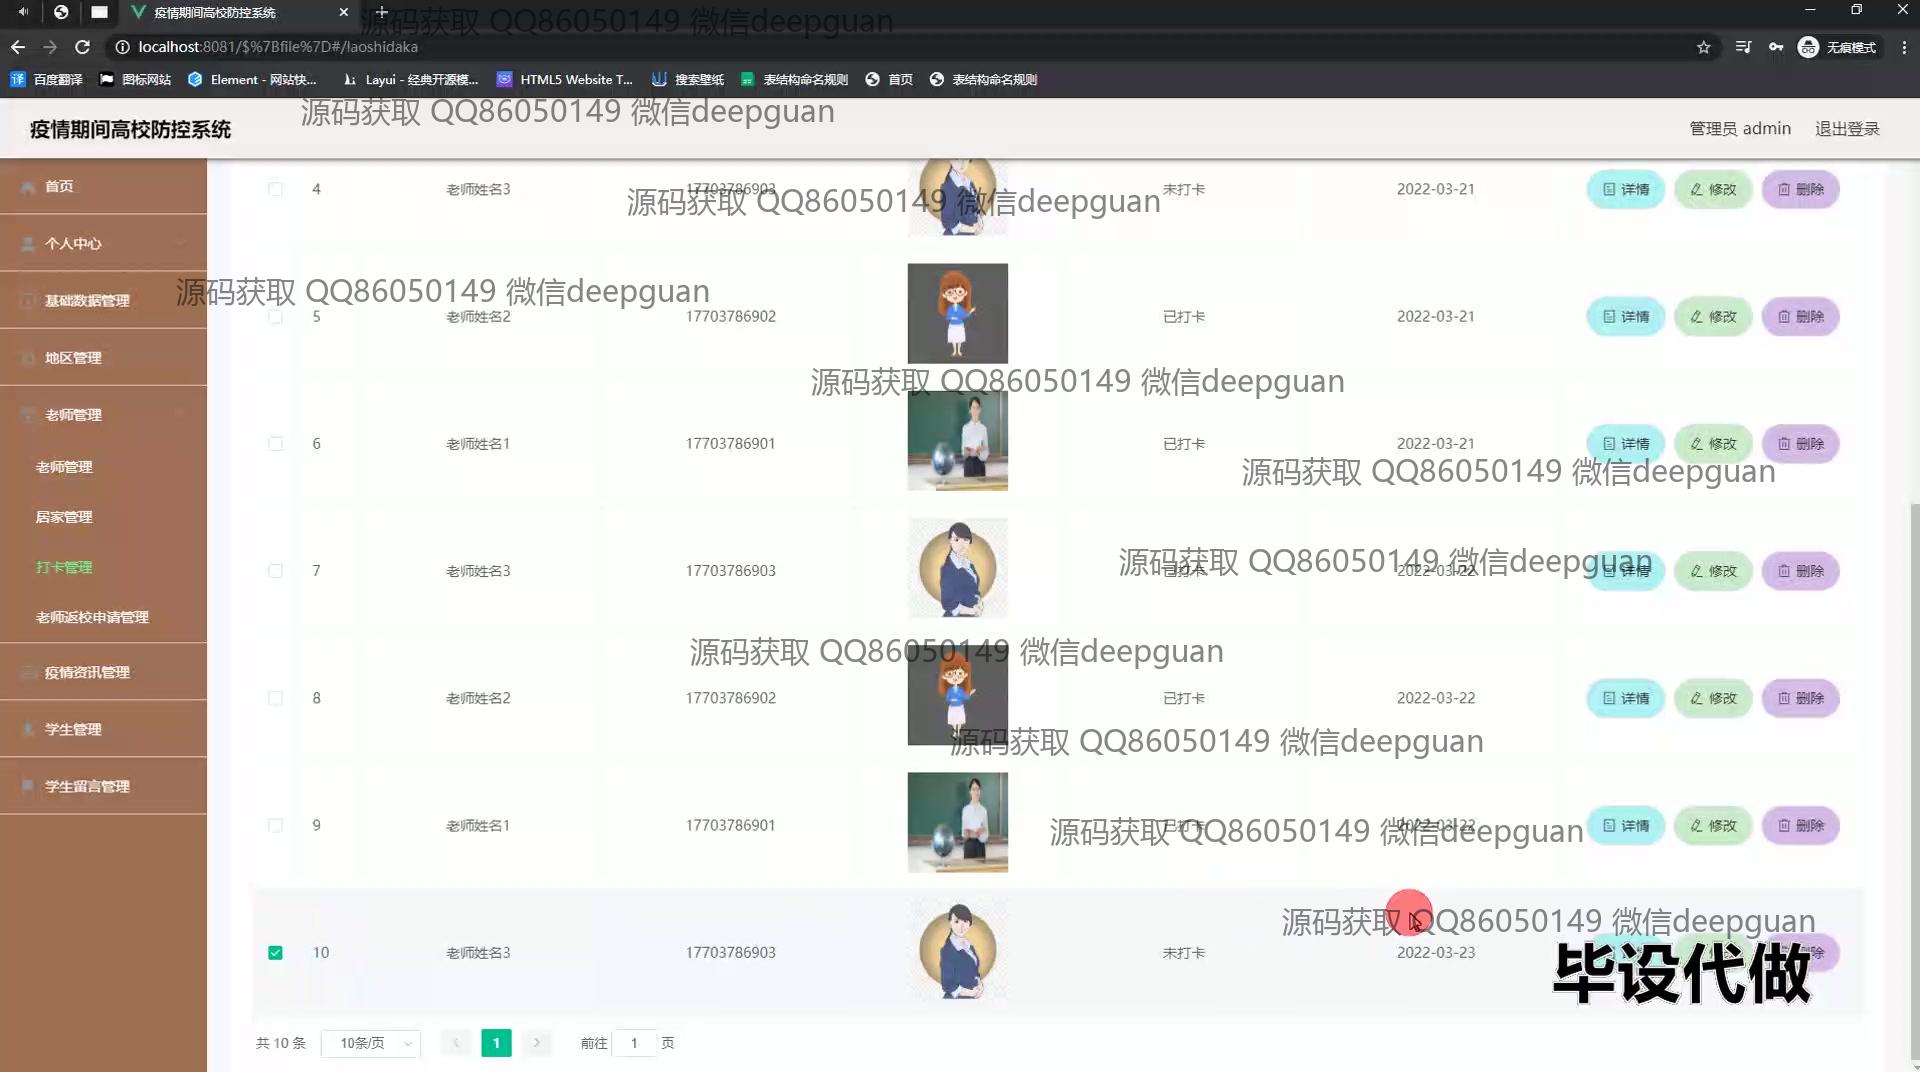 疫情期间高校防控系统
源码获取 QQ86050149 微信deepguan
localhost:8081/$%7Bfile%7D#/laoshidaka
无痕模式
百度翻译 图标网站 Element - 网站快... Layui - 经典开源模... HTML5 Website T... 搜索壁纸 表结构命名规则 首页 表结构命名规则
源码获取 QQ86050149 微信deepguan
疫情期间高校防控系统
管理员 admin 退出登录
首页
个人中心
基础数据管理
地区管理
老师管理
老师管理
居家管理
打卡管理
老师返校申请管理
疫情资讯管理
学生管理
学生留言管理
4 老师姓名3 17703786903 未打卡 2022-03-21 详情 修改 删除
源码获取 QQ86050149 微信deepguan
源码获取 QQ86050149 微信deepguan
5 老师姓名2 17703786902 已打卡 2022-03-21 详情 修改 删除
源码获取 QQ86050149 微信deepguan
6 老师姓名1 17703786901 已打卡 2022-03-21 详情 修改 删除
源码获取 QQ86050149 微信deepguan
源码获取 QQ86050149 微信deepguan
7 老师姓名3 17703786903 已打卡 2022-03-22 详情 修改 删除
源码获取 QQ86050149 微信deepguan
8 老师姓名2 17703786902 已打卡 2022-03-22 详情 修改 删除
源码获取 QQ86050149 微信deepguan
9 老师姓名1 17703786901 已打卡 2022-03-22 详情 修改 删除
源码获取 QQ86050149 微信deepguan
源码获取 QQ86050149 微信deepguan
10 老师姓名3 17703786903 未打卡 2022-03-23 除
毕设代做
共 10 条 10条/页 1 前往 1 页